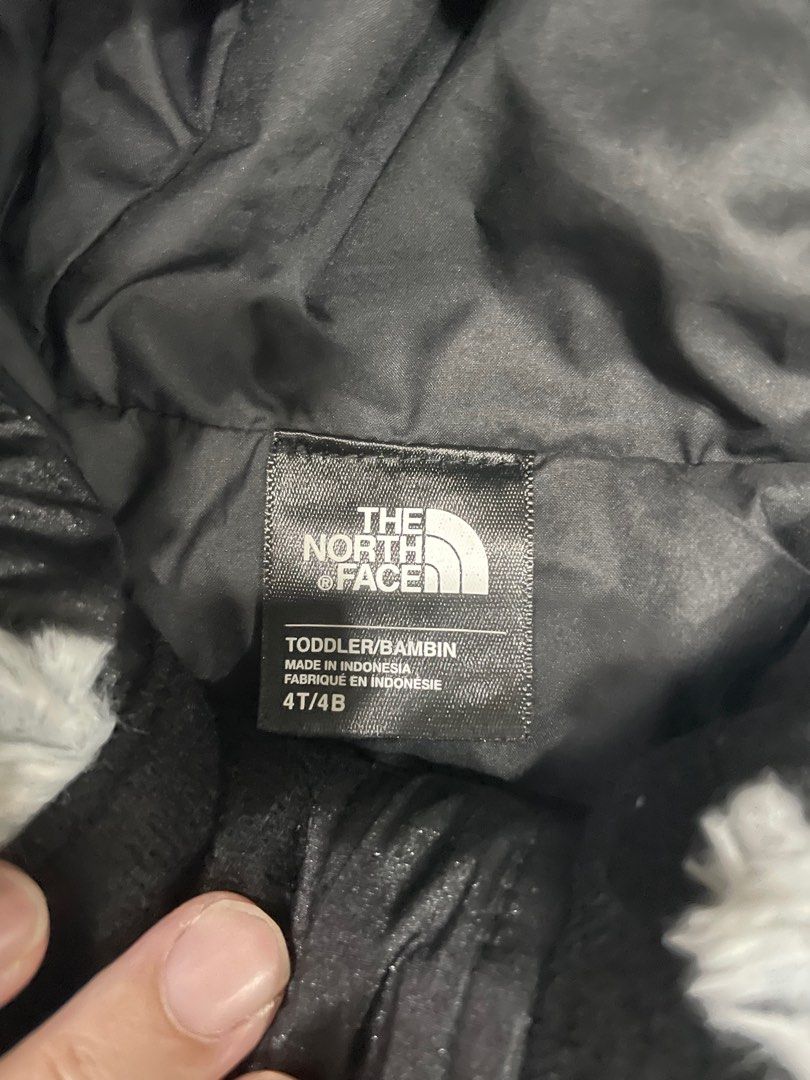 THE
NORTH
®FACE
TODDLER/BAMBIN
MADE IN INDONESIA
FABRIQUÉ EN INDONÉSIE
4T/4B